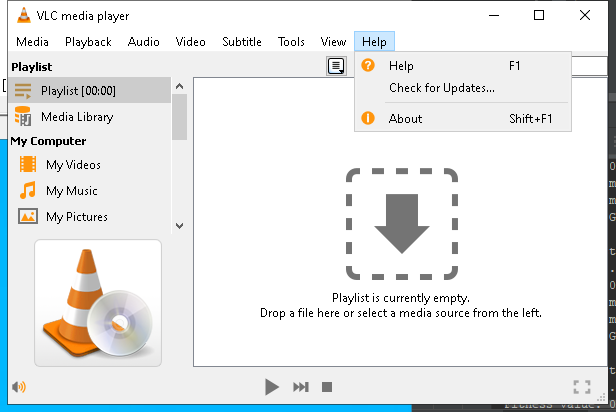 VLC media player
Media Playback Audio Video Subtitle Tools View Help
Playlist
Playlist [00:00]
Media Library
My Computer
My Videos
My Music
My Pictures
Help F1
Check for Updates...
About Shift+F1
Playlist is currently empty.
Drop a file here or select a media source from the left.